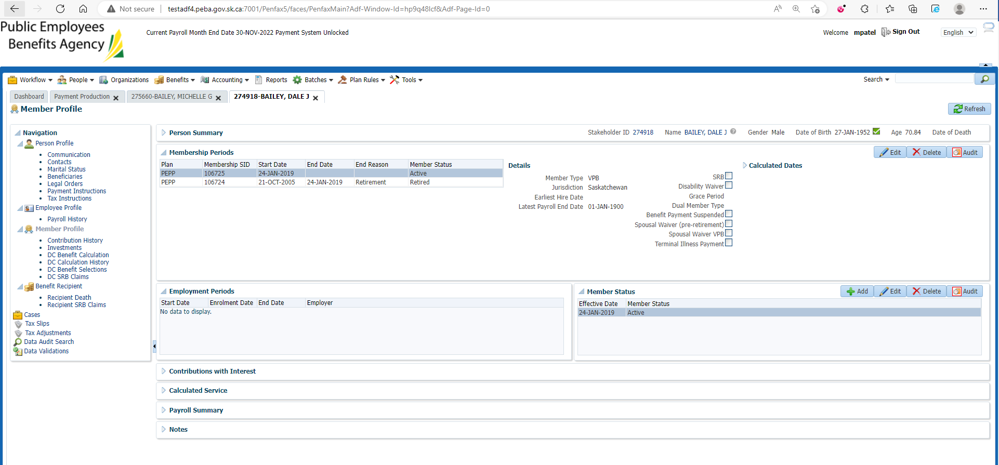 Not secure | testadf4.peba.gov.sk.ca:7001/Penfax5/faces/PenfaxMain?Adf-Window-Id=hp9q48lcf&Adf-Page-Id=0
Public Employees
Benefits Agency
Current Payroll Month End Date 30-NOV-2022 Payment System Unlocked
Welcome mpatel Sign Out English
Workflow People Organizations Benefits Accounting Reports Batches Plan Rules Tools Search
Dashboard Payment Production 275660-BAILEY, MICHELLE G 274918-BAILEY, DALE J
Member Profile
Refresh
Navigation
Person Profile
Communication
Contacts
Marital Status
Beneficiaries
Legal Orders
Payment Instructions
Tax Instructions
Employee Profile
Payroll History
Member Profile
Contribution History
Investments
DC Benefit Calculation
DC Calculation History
DC Benefit Selections
DC SRB Claims
Benefit Recipient
Recipient Death
Recipient SRB Claims
Cases
Tax Slips
Tax Adjustments
Data Audit Search
Data Validations
Person Summary
Stakeholder ID 274918 Name BAILEY, DALE J Gender Male Date of Birth 27-JAN-1952 Age 70.84 Date of Death
Membership Periods
Edit Delete Audit
Plan Membership SID Start Date End Date End Reason Member Status
PEPP 106725 24-JAN-2019 Active
PEPP 106724 21-OCT-2005 24-JAN-2019 Retirement Retired
Details
Member Type VPB
Jurisdiction Saskatchewan
Earliest Hire Date
Latest Payroll End Date 01-JAN-1900
SRB
Disability Waiver
Grace Period
Dual Member Type
Benefit Payment Suspended
Spousal Waiver (pre-retirement)
Spousal Waiver VPB
Terminal Illness Payment
Calculated Dates
Employment Periods
Start Date Enrolment Date End Date Employer
No data to display.
Member Status
Add Edit Delete Audit
Effective Date Member Status
24-JAN-2019 Active
Contributions with Interest
Calculated Service
Payroll Summary
Notes